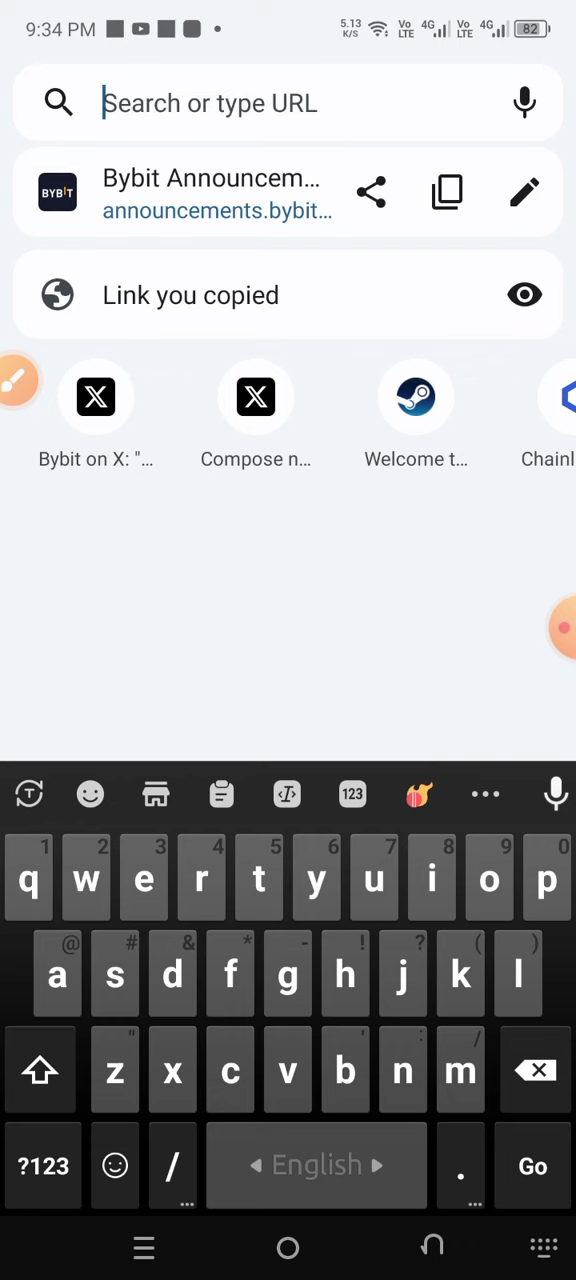 9:34 PM
5.13 K/S
Vo LTE 4G Vo LTE 4G 82
Search or type URL
BYBIT
Bybit Announcem...
announcements.bybit...
Link you copied
Bybit on X: "...
Compose n...
Welcome t...
Chainl
123
q 1 w 2 e 3 r 4 t 5 y 6 u 7 i 8 o 9 p 0
a @ s # d & f * g - h ! j ? k ( l )
z x " c v b ' n : m /
?123 / ... English . ... Go